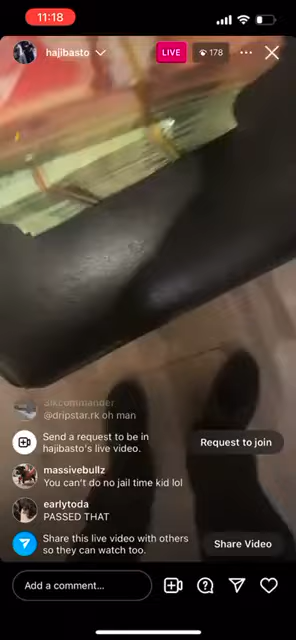 11:18
hajibasto
LIVE
178
3lkcommander
@dripstar.rk oh man
Send a request to be in
hajibasto's live video.
Request to join
massivebullz
You can't do no jail time kid lol
earlytoda
PASSED THAT
Share this live video with others
so they can watch too.
Share Video
Add a comment...